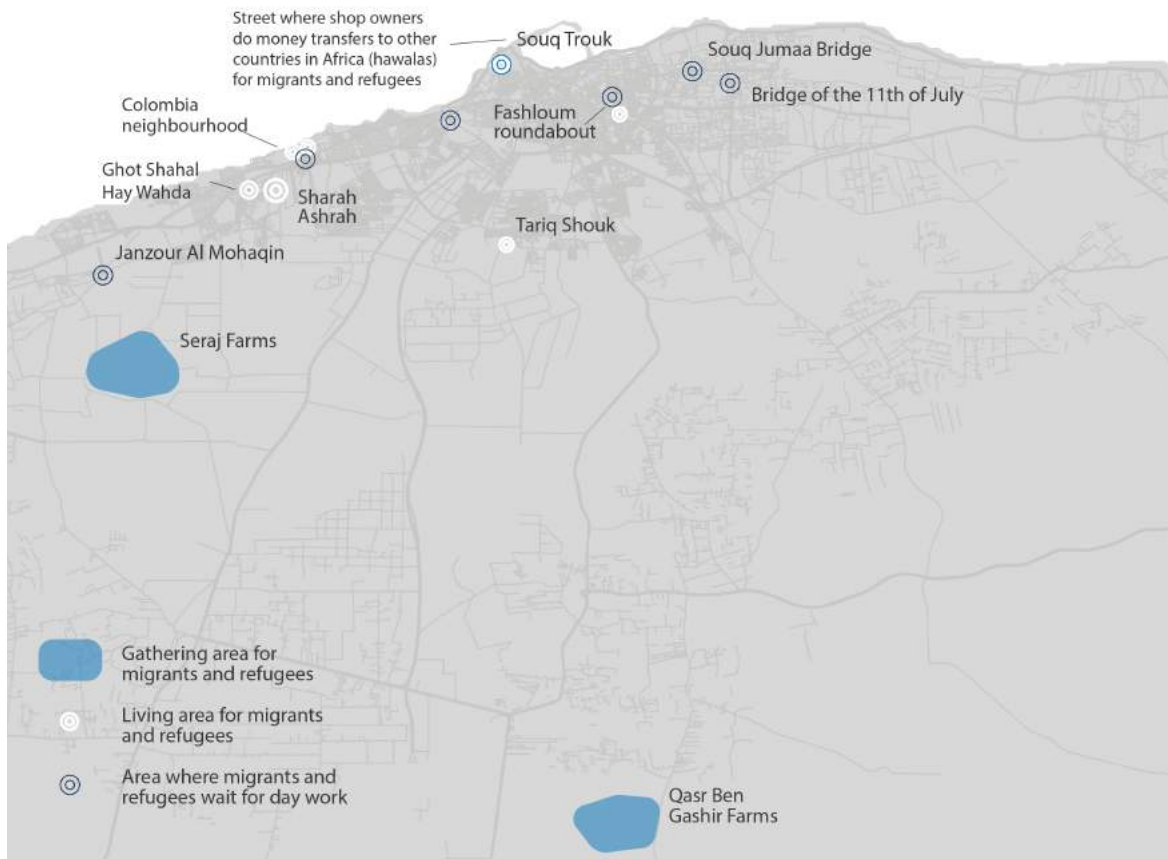 Street where shop owners
do money transfers to other
countries in Africa (hawalas)
for migrants and refugees
Souq Trouk
Souq Jumaa Bridge
Bridge of the 11th of July
Fashloum
roundabout
Colombia
neighbourhood
Ghot Shahal
Hay Wahda
Sharah
Ashrah
Tariq Shouk
Janzour Al Mohaqin
Seraj Farms
Gathering area for
migrants and refugees
Living area for migrants
and refugees
Area where migrants and
refugees wait for day work
Qasr Ben
Gashir Farms